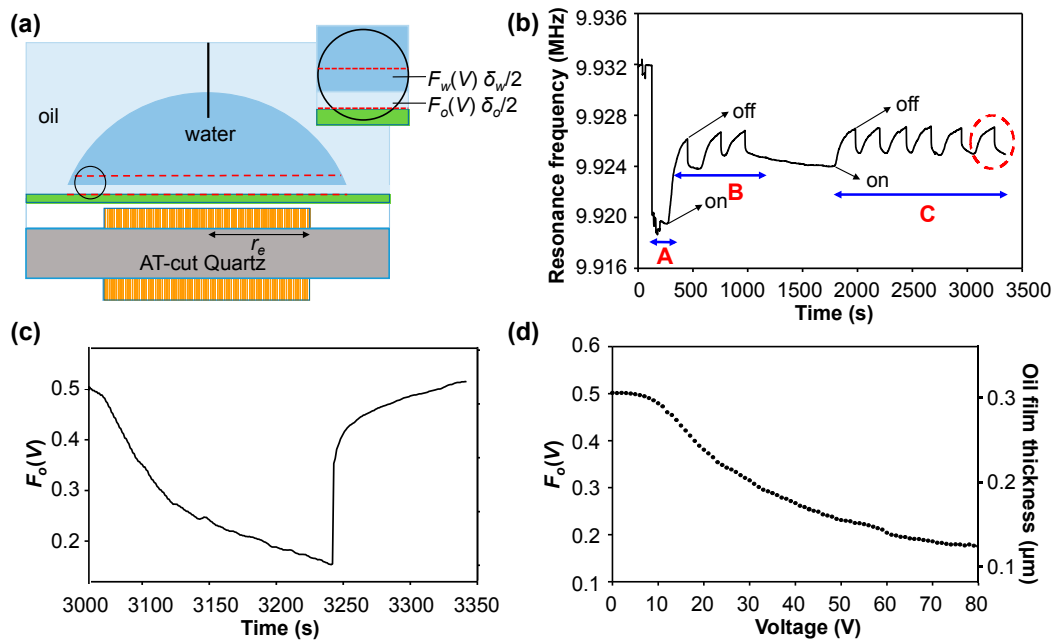 (a)
oil
water
F_w(V) δ_w/2
F_o(V) δ_o/2
r_e
AT-cut Quartz
(b)
Resonance frequency (MHz)
9.932
9.928
9.924
9.920
9.916
off
on
A
B
off
on
C
0 500 1000 1500 2000 2500 3000 3500
Time (s)
(c)
F_o(V)
0.5
0.4
0.3
0.2
3000 3050 3100 3150 3200 3250 3300 3350
Time (s)
(d)
F_o(V)
0.6
0.5
0.4
0.3
0.2
0.1
0 10 20 30 40 50 60 70 80
Voltage (V)
0.3
0.2
0.1
Oil film thickness (μm)